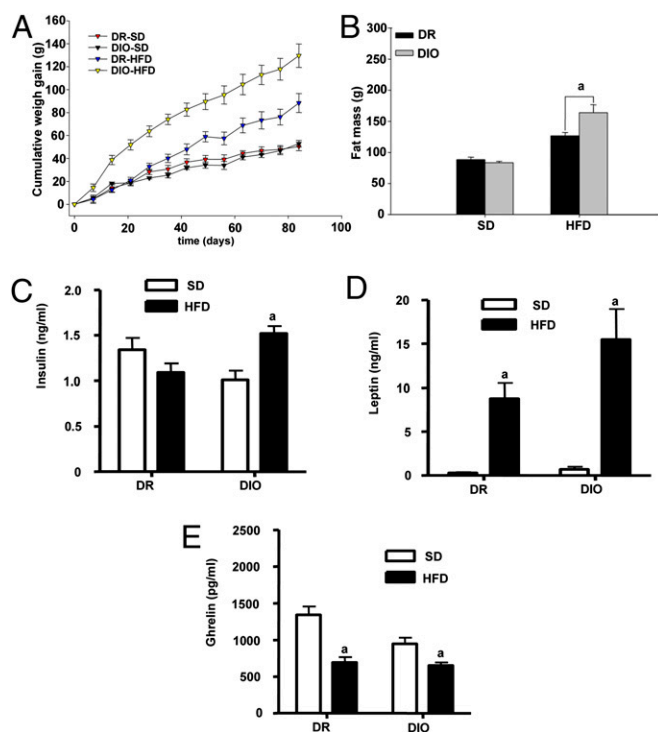 A
DR-SD
DIO-SD
DR-HFD
DIO-HFD
Cumulative weigh gain (g)
160
140
120
100
80
60
40
20
0
0 20 40 60 80 100
time (days)
B
DR
DIO
Fat mass (g)
300
250
200
150
100
50
0
a
SD HFD
C
SD
HFD
Insulin (ng/ml)
2.0
1.5
1.0
0.5
0
a
DR DIO
D
SD
HFD
Leptin (ng/ml)
20
15
10
5
0
a a
DR DIO
E
SD
HFD
Ghrelin (pg/ml)
2500
2000
1500
1000
500
0
a a
DR DIO